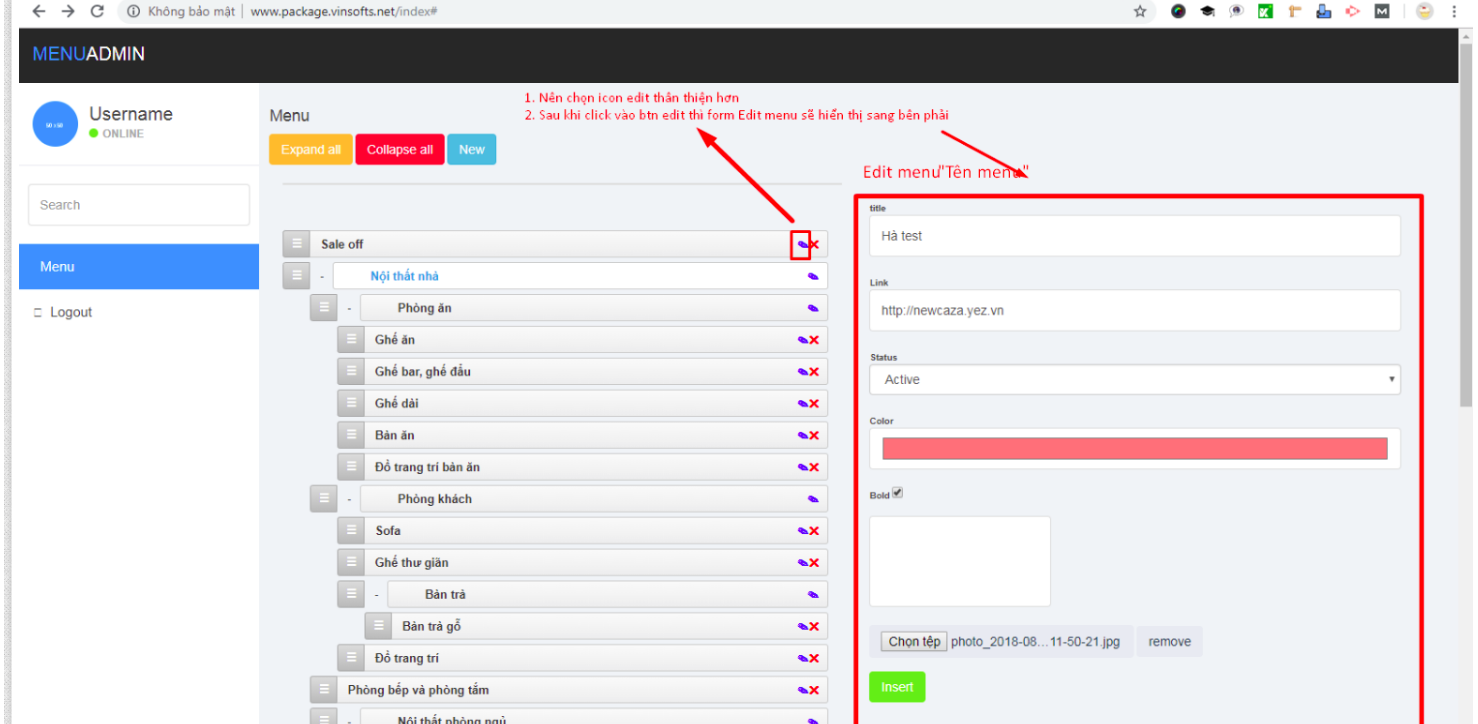 Không bảo mật | www.package.vinsofts.net/index#
MENUADMIN
Username
ONLINE
Search
Menu
Logout
Menu
1. Nên chọn icon edit thân thiện hơn
2. Sau khi click vào btn edit thì form Edit menu sẽ hiển thị sang bên phải
Expand all
Collapse all
New
Sale off
- Nội thất nhà
- Phòng ăn
Ghế ăn
Ghế bar, ghế đẩu
Ghế dài
Bàn ăn
Đồ trang trí bàn ăn
- Phòng khách
Sofa
Ghế thư giãn
- Bàn trà
Bàn trà gỗ
Đồ trang trí
Phòng bếp và phòng tắm
- Nội thất phòng ngủ
Edit menu"Tên menu"
title
Hà test
Link
http://newcaza.yez.vn
Status
Active
Color
Bold
Chọn tệp photo_2018-08…11-50-21.jpg remove
Insert